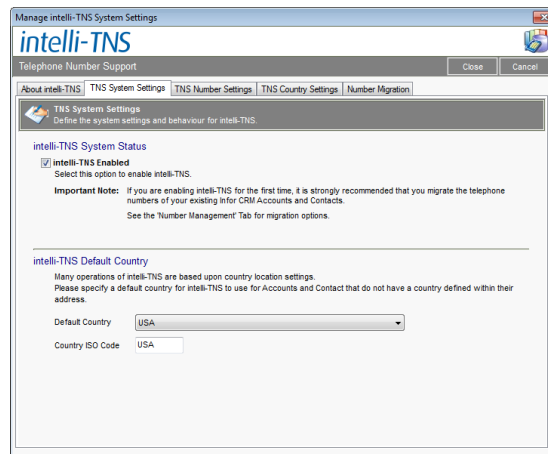 Manage intelli-TNS System Settings
intelli-TNS
Telephone Number Support
Close
Cancel
About intelli-TNS
TNS System Settings
TNS Number Settings
TNS Country Settings
Number Migration
TNS System Settings
Define the system settings and behaviour for intelli-TNS.
intelli-TNS System Status
intelli-TNS Enabled
Select this option to enable intelli-TNS.
Important Note: If you are enabling intelli-TNS for the first time, it is strongly recommended that you migrate the telephone
numbers of your existing Infor CRM Accounts and Contacts.
See the 'Number Management' Tab for migration options.
intelli-TNS Default Country
Many operations of intelli-TNS are based upon country location settings.
Please specify a default country for intelli-TNS to use for Accounts and Contact that do not have a country defined within their
address.
Default Country USA
Country ISO Code USA